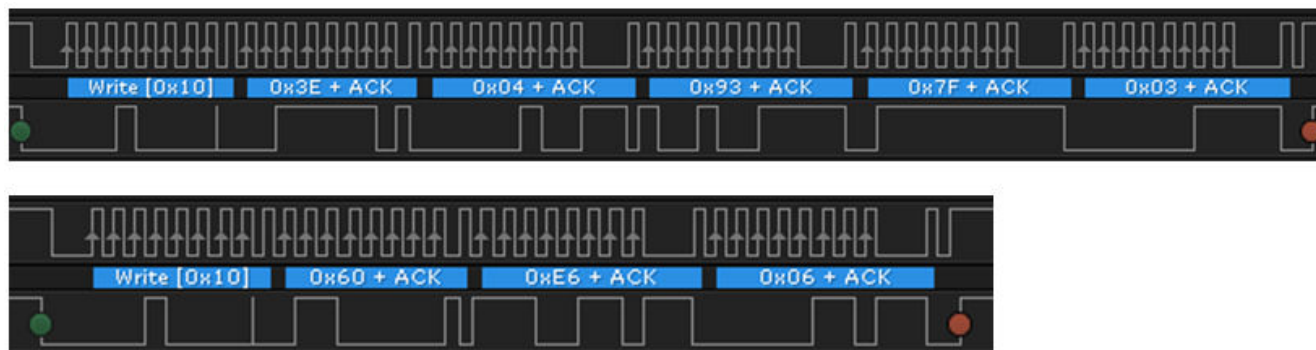 Write [0x10] 0x3E + ACK 0x04 + ACK 0x93 + ACK 0x7F + ACK 0x03 + ACK
Write [0x10] 0x60 + ACK 0xE6 + ACK 0x06 + ACK